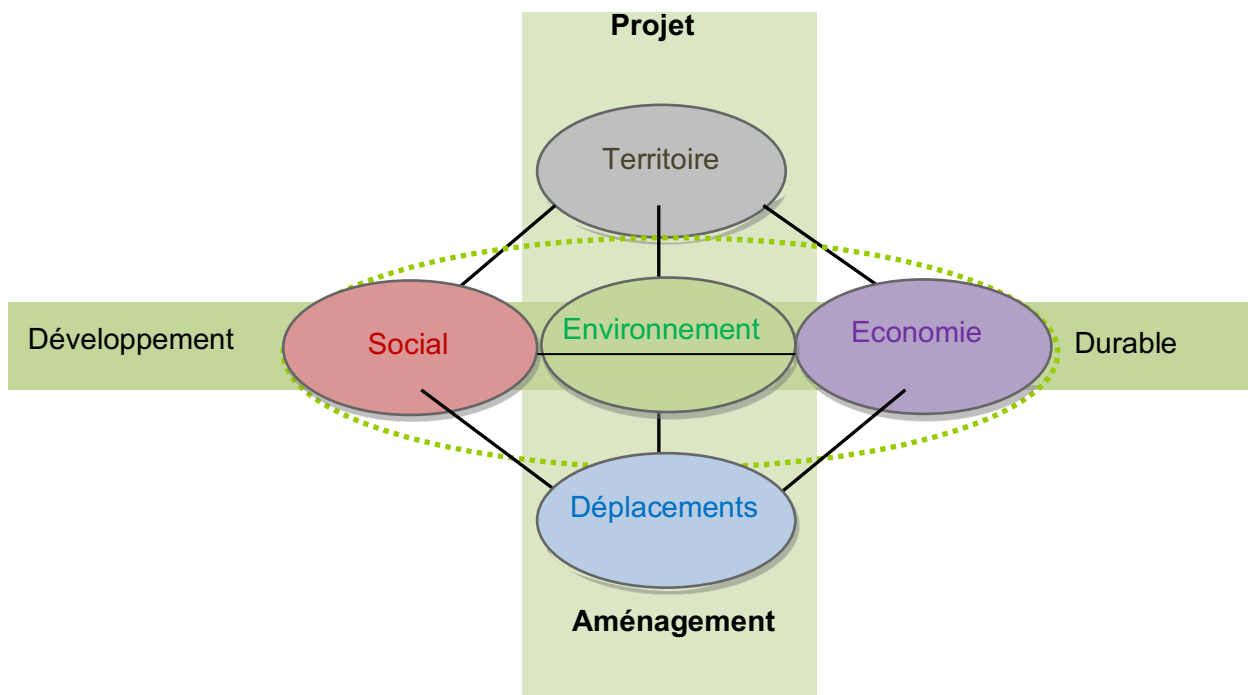 Projet
Territoire
Développement
Social
Environnement
Economie
Durable
Déplacements
Aménagement